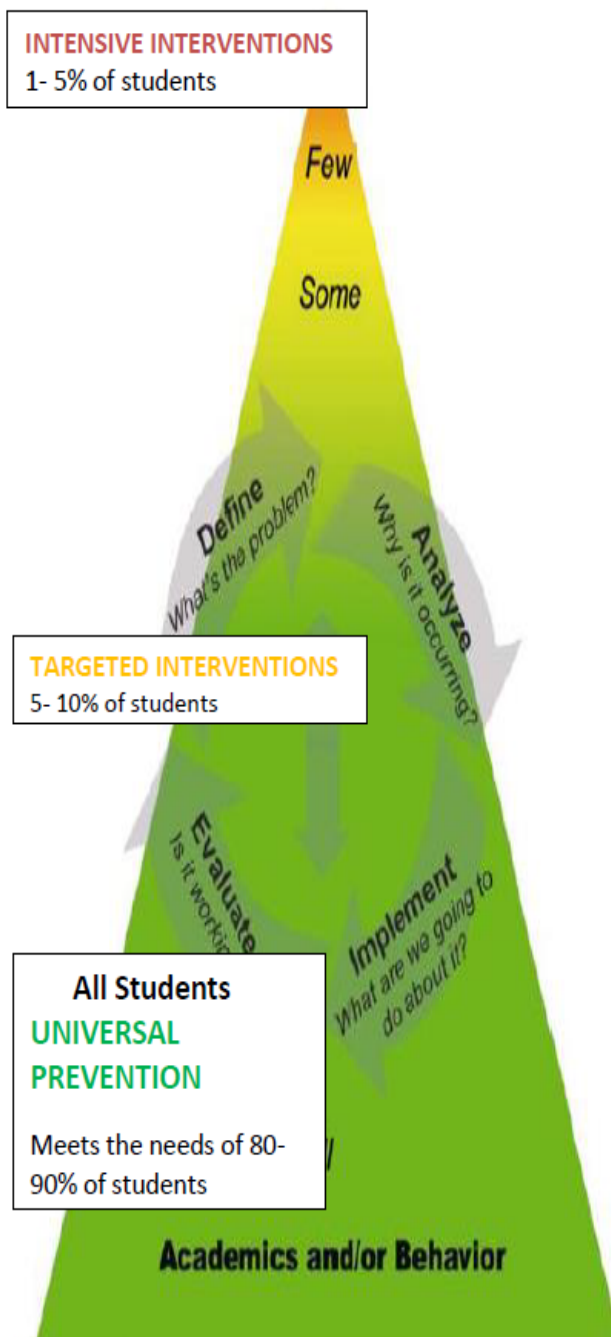 INTENSIVE INTERVENTIONS
1- 5% of students
Few
Some
Define
What's the problem?
Analyze
Why is it occurring?
TARGETED INTERVENTIONS
5- 10% of students
Evaluate
Is it
Implement
What are we going to
do about it?
All Students
UNIVERSAL
PREVENTION
Meets the needs of 80-
90% of students
Academics and/or Behavior